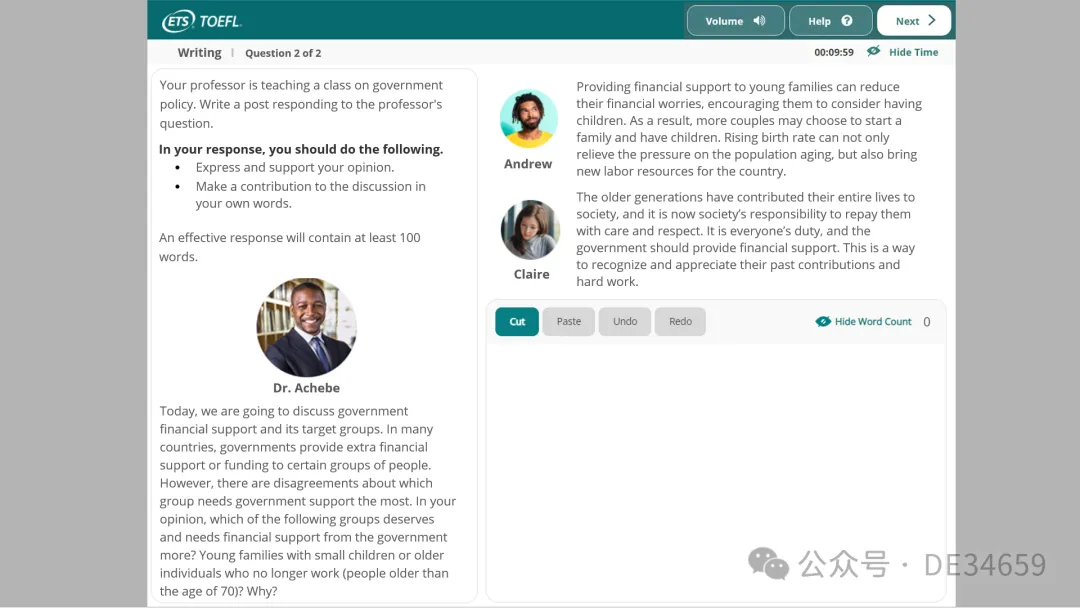 ETS TOEFL
Volume
Help
Next
Writing | Question 2 of 2
00:09:59
Hide Time
Your professor is teaching a class on government
policy. Write a post responding to the professor's
question.
In your response, you should do the following.
• Express and support your opinion.
• Make a contribution to the discussion in
your own words.
An effective response will contain at least 100
words.
Dr. Achebe
Today, we are going to discuss government
financial support and its target groups. In many
countries, governments provide extra financial
support or funding to certain groups of people.
However, there are disagreements about which
group needs government support the most. In your
opinion, which of the following groups deserves
and needs financial support from the government
more? Young families with small children or older
individuals who no longer work (people older than
the age of 70)? Why?
Andrew
Providing financial support to young families can reduce
their financial worries, encouraging them to consider having
children. As a result, more couples may choose to start a
family and have children. Rising birth rate can not only
relieve the pressure on the population aging, but also bring
new labor resources for the country.
Claire
The older generations have contributed their entire lives to
society, and it is now society's responsibility to repay them
with care and respect. It is everyone's duty, and the
government should provide financial support. This is a way
to recognize and appreciate their past contributions and
hard work.
Cut
Paste
Undo
Redo
Hide Word Count 0
公众号 · DE34659